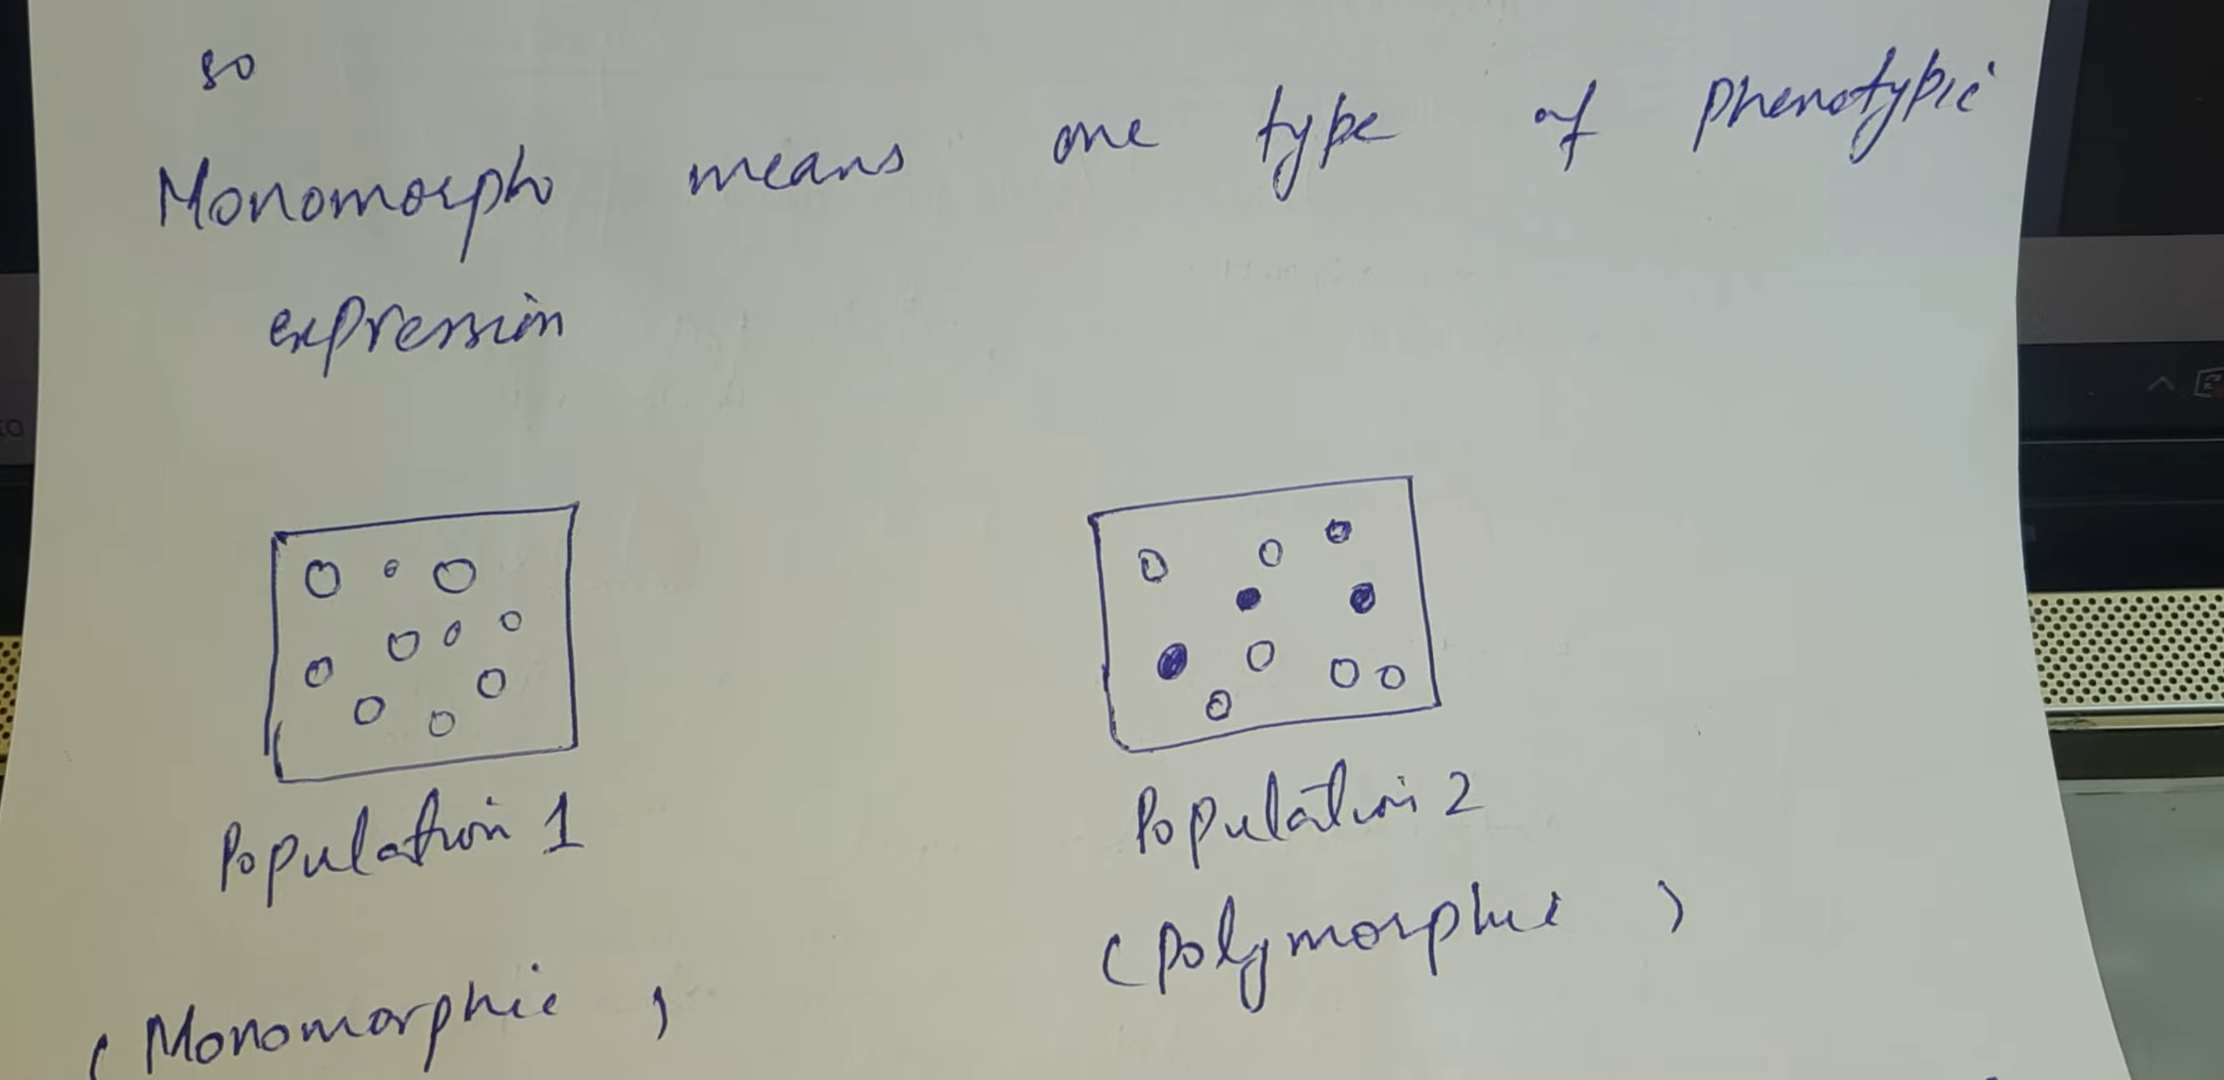 so
Monomorpho means one type of phenotypic
expression
Population 1
Population 2
(Monomorphic)
(polymorphic)